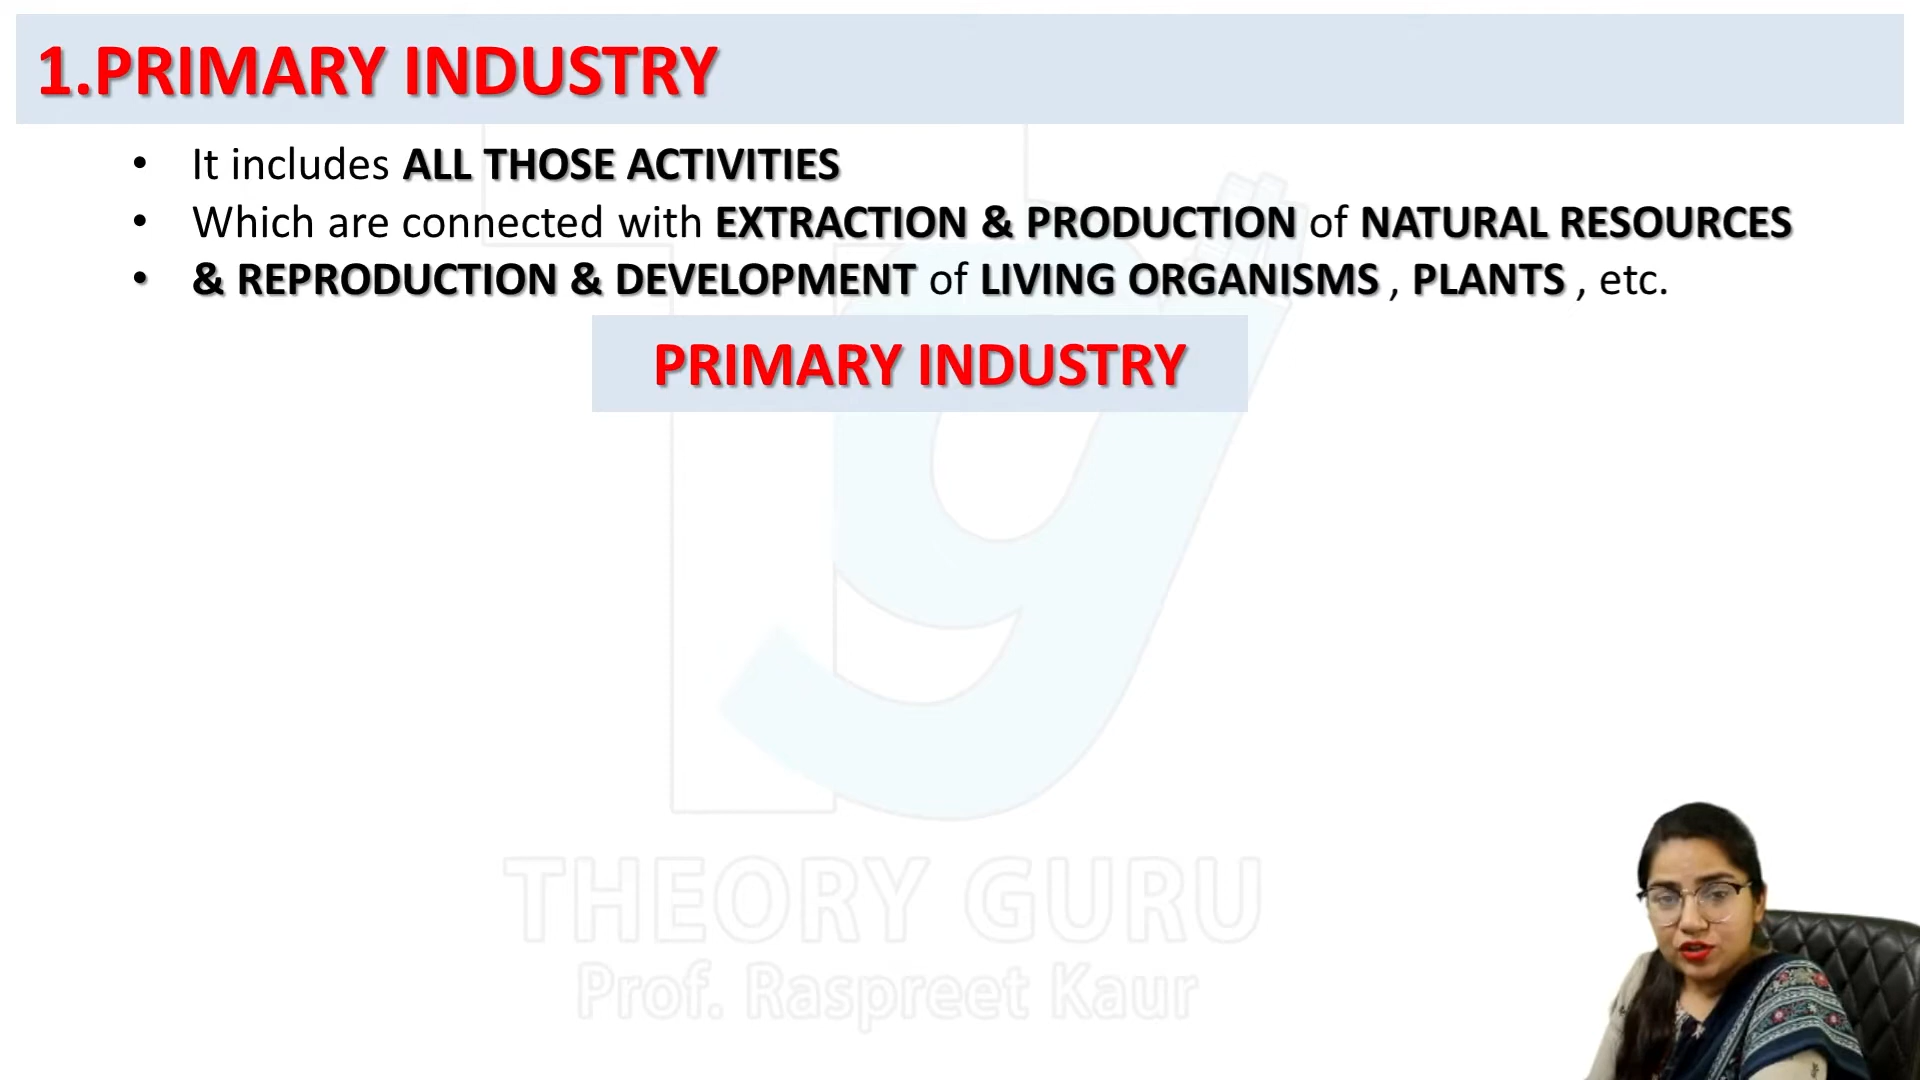 1.PRIMARY INDUSTRY
• It includes ALL THOSE ACTIVITIES
• Which are connected with EXTRACTION & PRODUCTION of NATURAL RESOURCES
• & REPRODUCTION & DEVELOPMENT of LIVING ORGANISMS , PLANTS , etc.
PRIMARY INDUSTRY
THEORY GURU
Prof. Raspreet Kaur